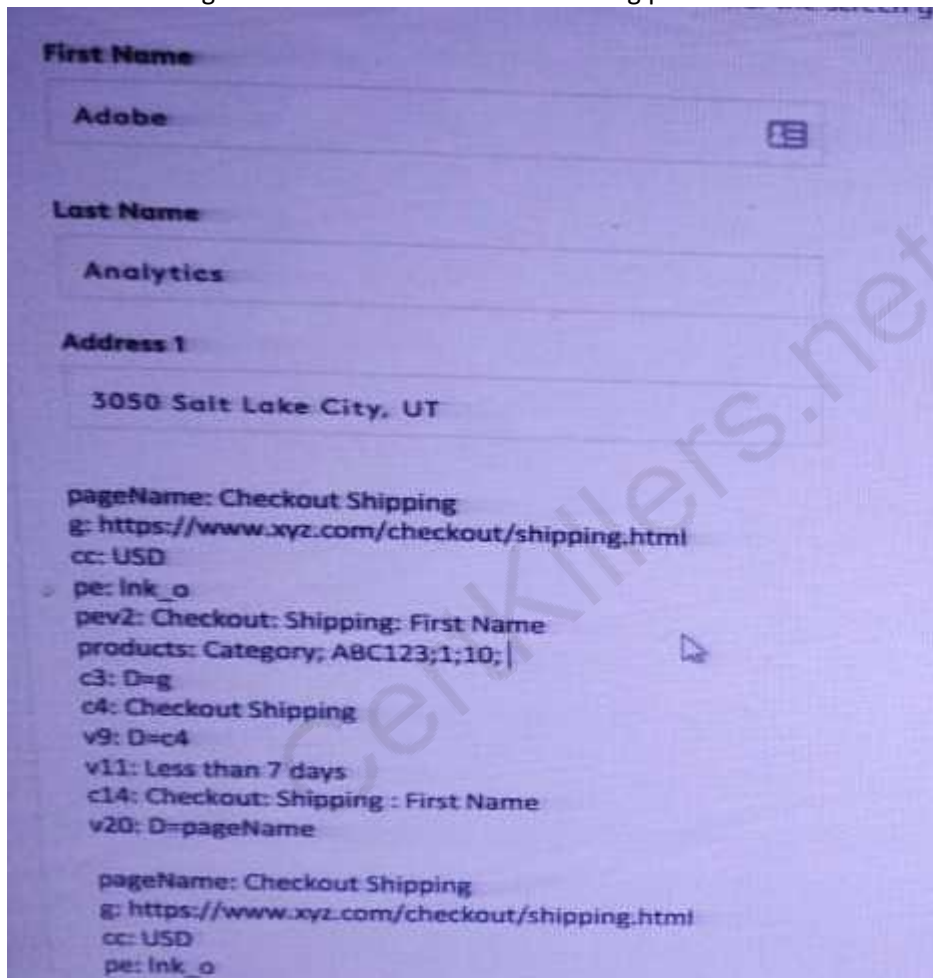 First Name
Adobe
Last Name
Analytics
Address 1
3050 Salt Lake City, UT
pageName: Checkout Shipping
g: https://www.xyz.com/checkout/shipping.html
cc: USD
pe: lnk_o
pev2: Checkout: Shipping: First Name
products: Category; ABC123;1;10;
c3: D=g
c4: Checkout Shipping
v9: D=c4
v11: Less than 7 days
c14: Checkout: Shipping : First Name
v20: D=pageName
pageName: Checkout Shipping
g: https://www.xyz.com/checkout/shipping.html
cc: USD
pe: lnk_o
CerKillers.net